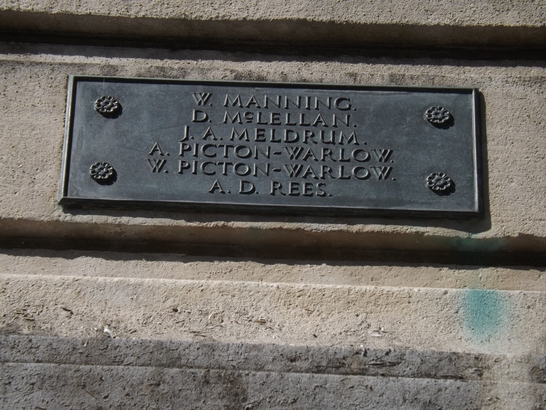 W. MANNING.
D. McLELLAN.
J. A. MELDRUM.
A. PICTON-WARLOW.
W. PICTON-WARLOW.
A. D. REES.